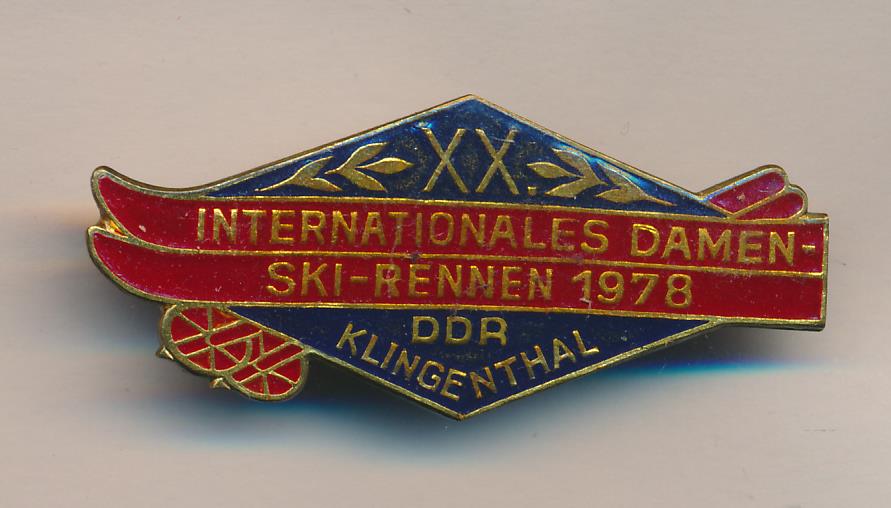 XX.
INTERNATIONALES DAMEN-
SKI-RENNEN 1978
DDR
KLINGENTHAL